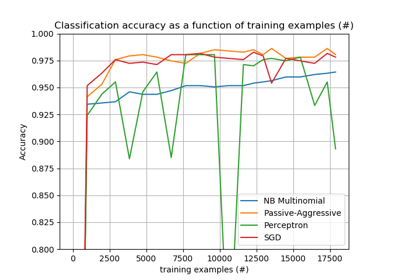 Classification accuracy as a function of training examples (#)
1.000
0.975
0.950
0.925
0.900
0.875
0.850
0.825
0.800
Accuracy
NB Multinomial
Passive-Aggressive
Perceptron
SGD
0 2500 5000 7500 10000 12500 15000 17500
training examples (#)